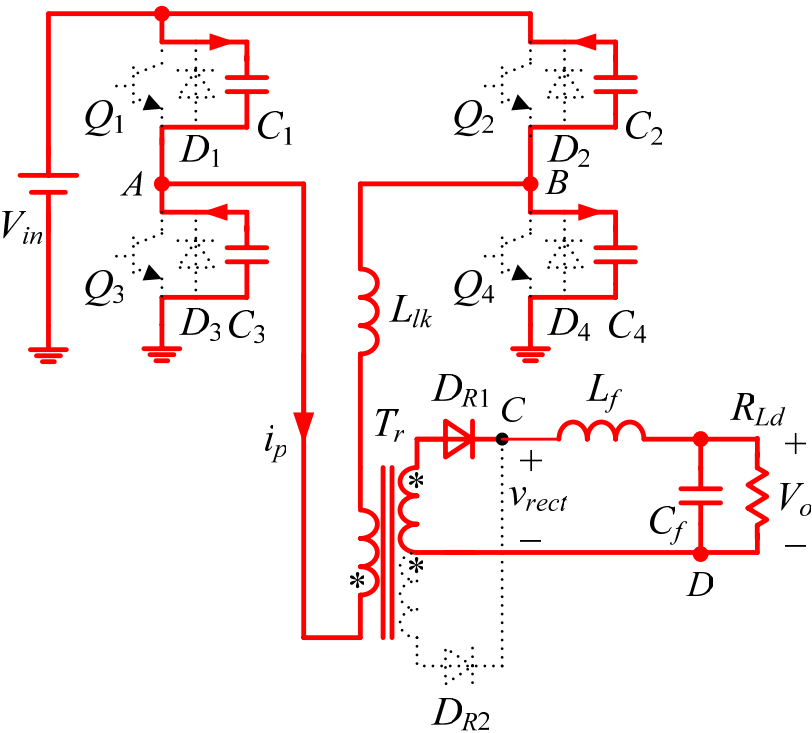 Q1 D1 C1 Q2 D2 C2
A B
Vin
Q3 D3 C3 Llk Q4 D4 C4
DR1 C Lf RLd
ip Tr + +
* vrect Cf Vo
− −
* * D
DR2